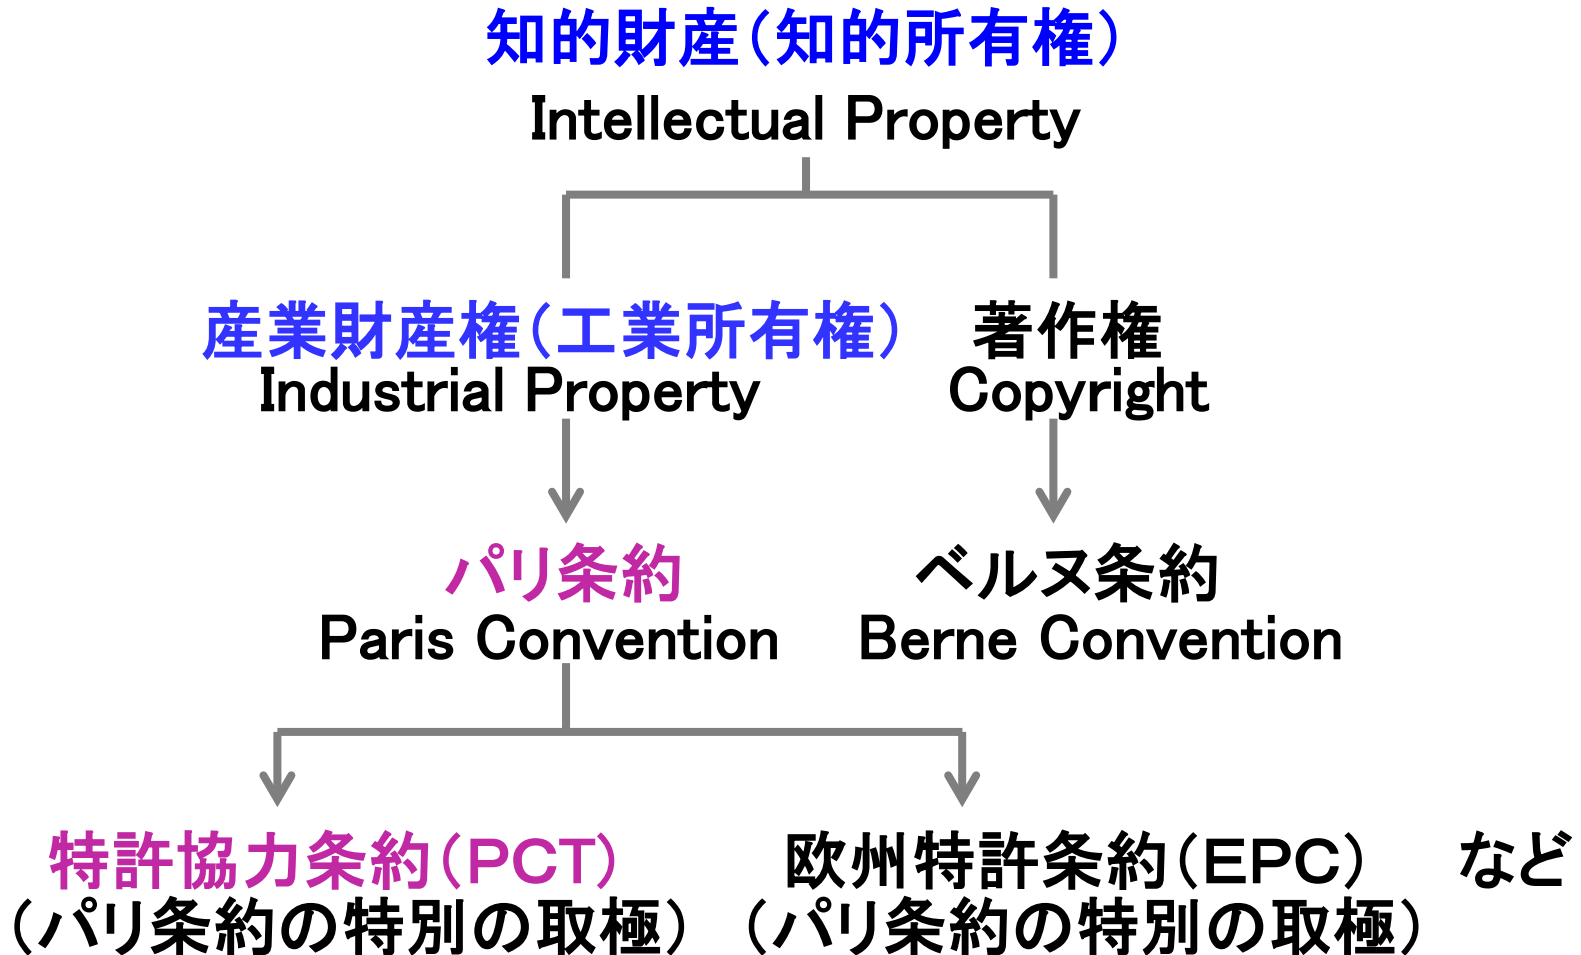 知的財産(知的所有権)
Intellectual Property
産業財産権(工業所有権) 著作権
Industrial Property Copyright
パリ条約 ベルヌ条約
Paris Convention Berne Convention
特許協力条約(PCT) 欧州特許条約(EPC) など
(パリ条約の特別の取極) (パリ条約の特別の取極)